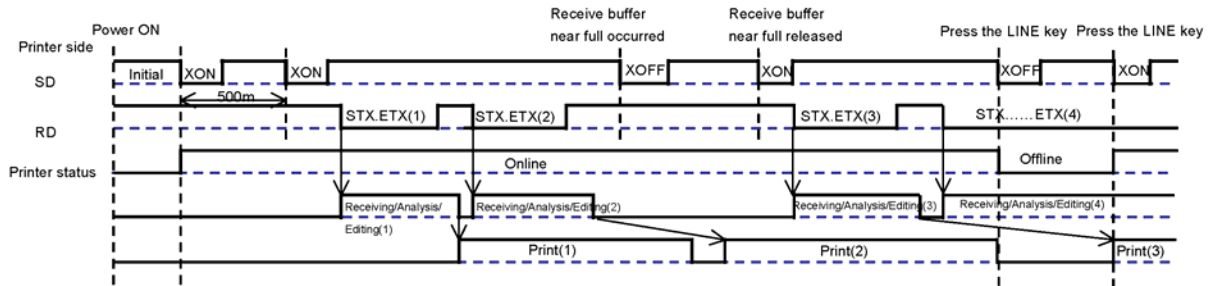 Receive buffer
near full occurred
Receive buffer
near full released
Power ON
Press the LINE key
Press the LINE key
Printer side
SD
Initial
XON
XON
XOFF
XON
XOFF
XON
500m
RD
STX.ETX(1)
STX.ETX(2)
STX.ETX(3)
STX......ETX(4)
Printer status
Online
Offline
Receiving/Analysis/
Editing(1)
Receiving/Analysis/Editing(2)
Receiving/Analysis/Editing(3)
Receiving/Analysis/Editing(4)
Print(1)
Print(2)
Print(3)